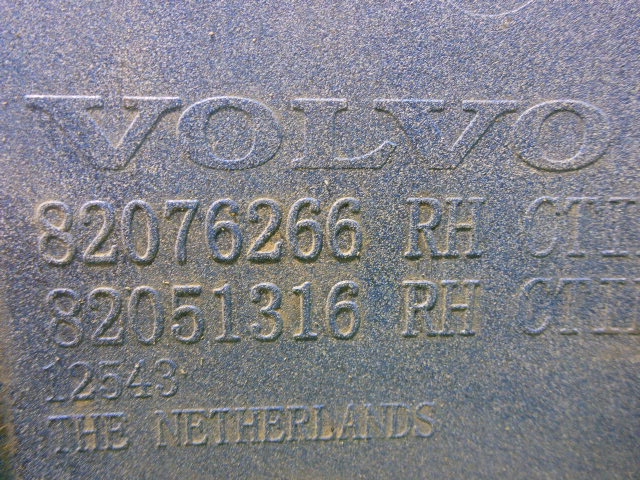 VOLVO
82076266 RH
82051316 RH
12543
THE NETHERLANDS